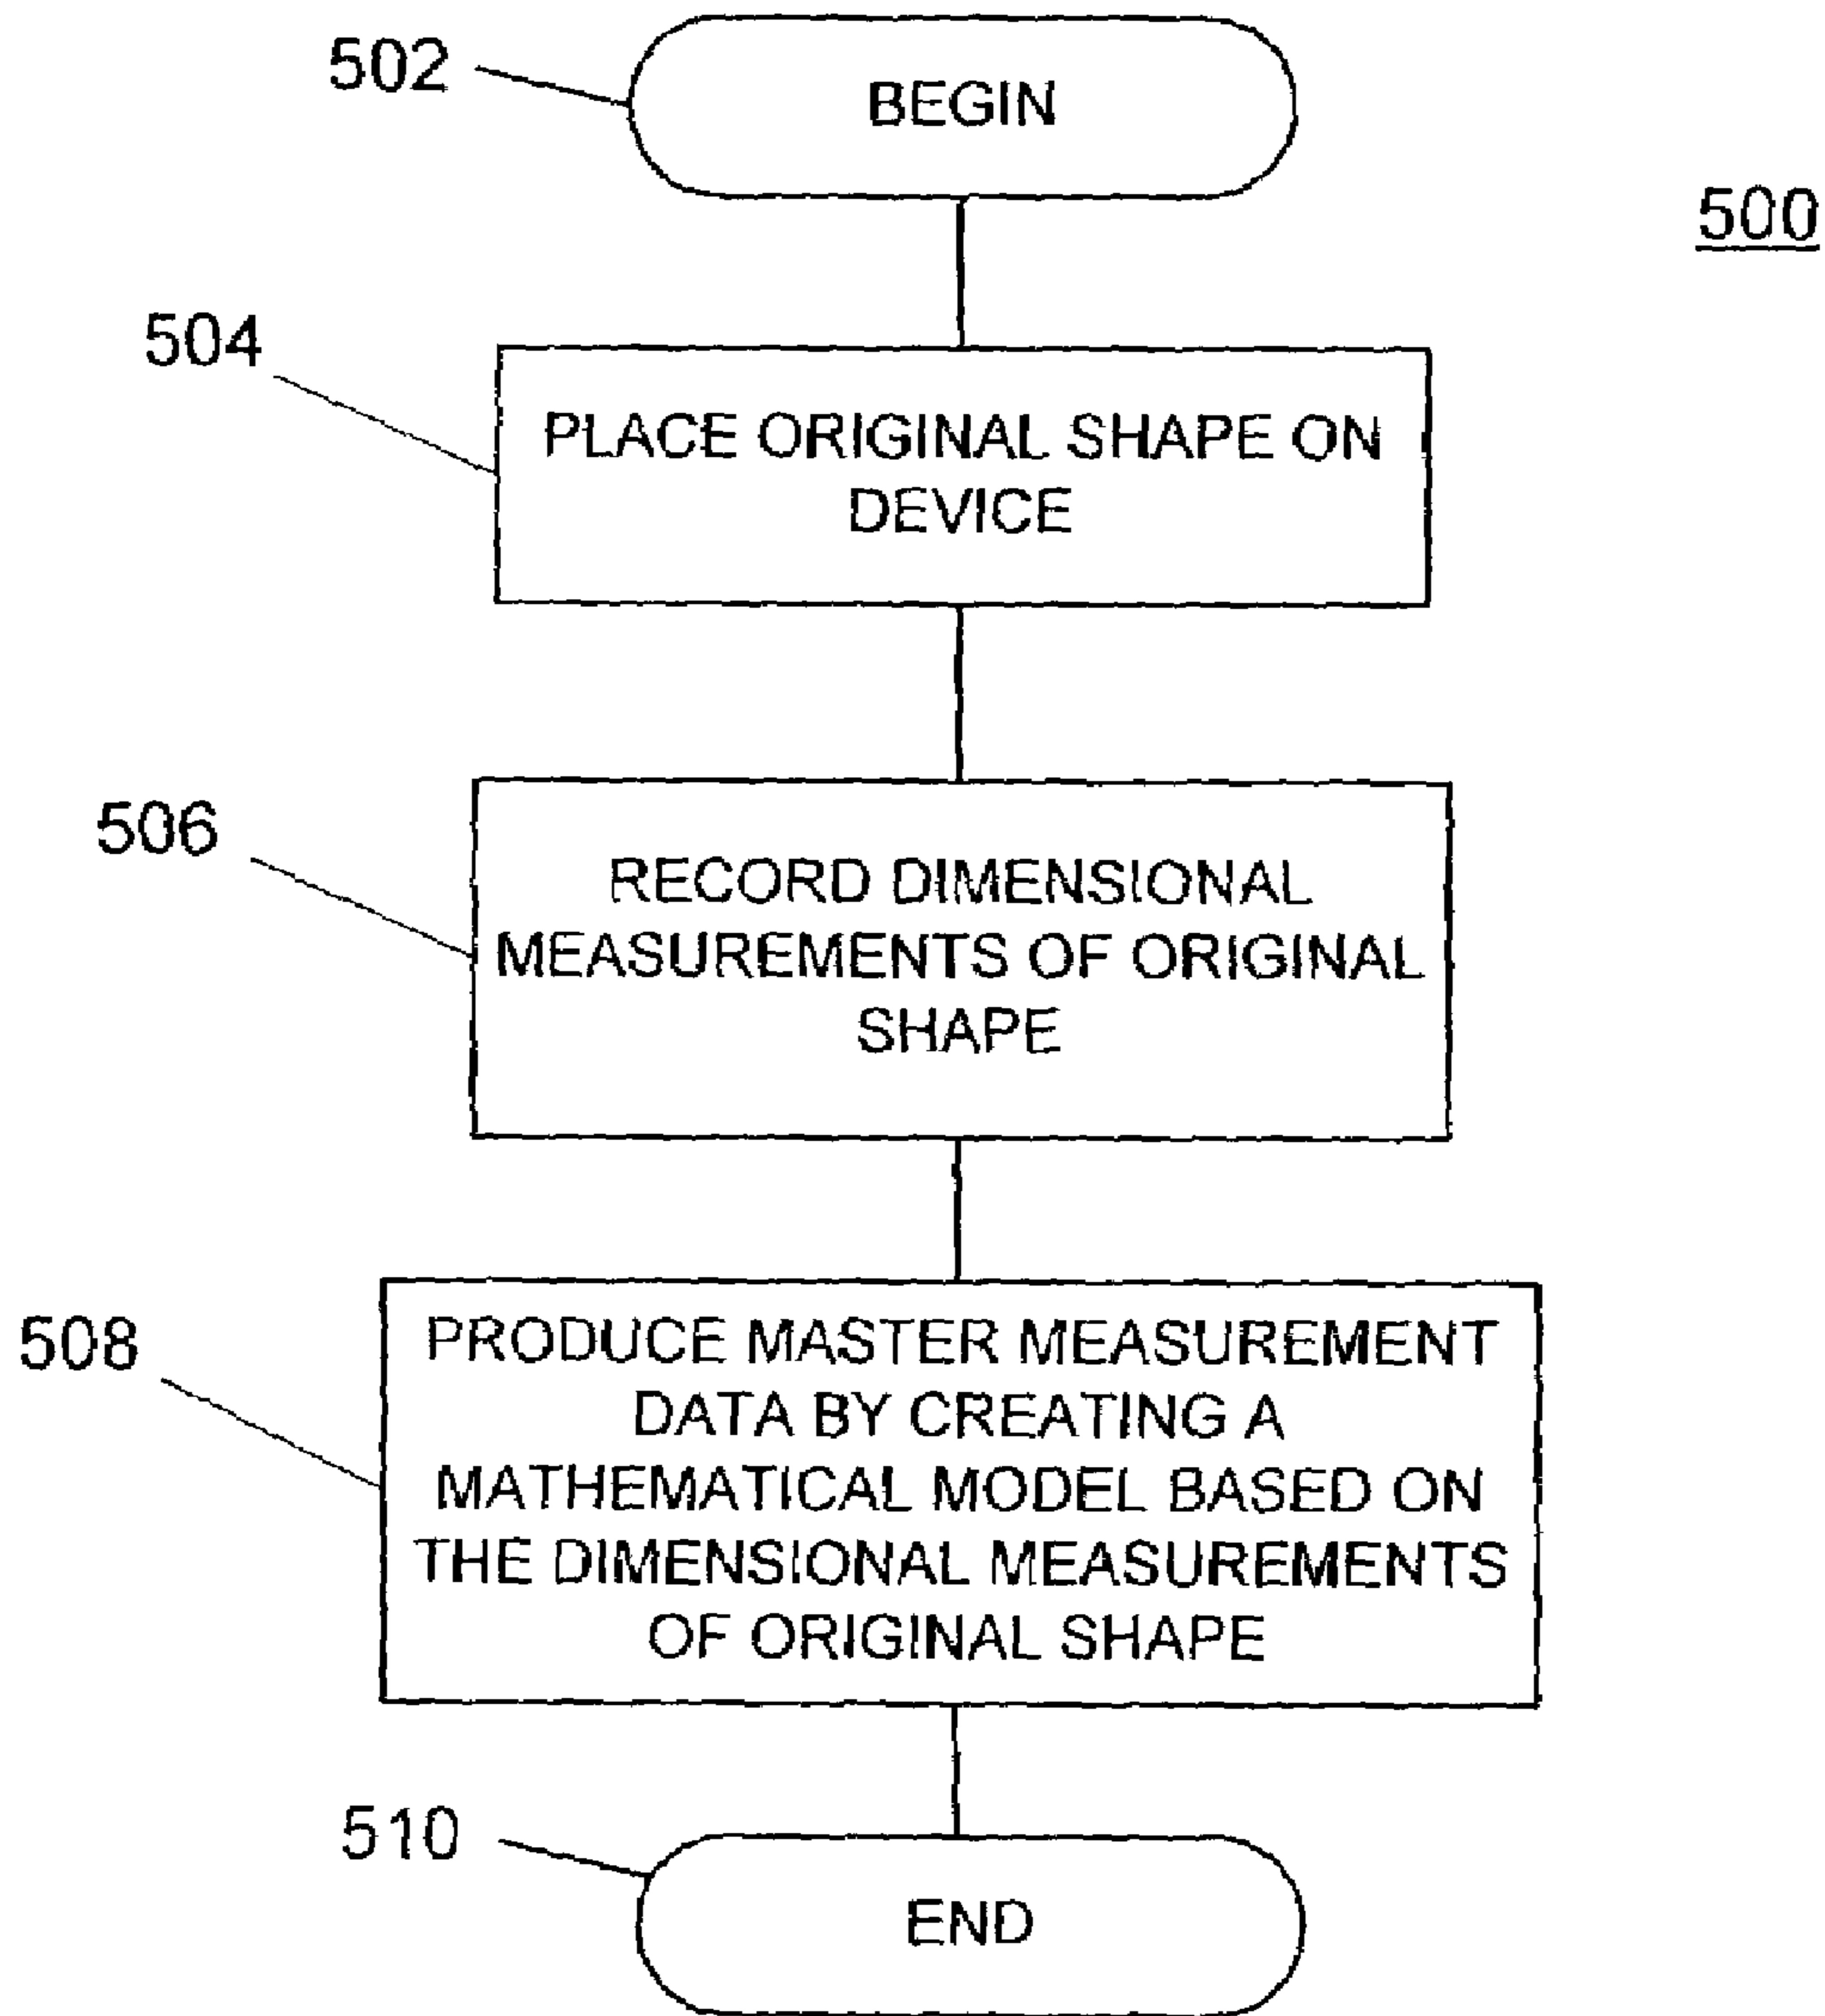 502
BEGIN
500
504
PLACE ORIGINAL SHAPE ON
DEVICE
506
RECORD DIMENSIONAL
MEASUREMENTS OF ORIGINAL
SHAPE
508
PRODUCE MASTER MEASUREMENT
DATA BY CREATING A
MATHEMATICAL MODEL BASED ON
THE DIMENSIONAL MEASUREMENTS
OF ORIGINAL SHAPE
510
END